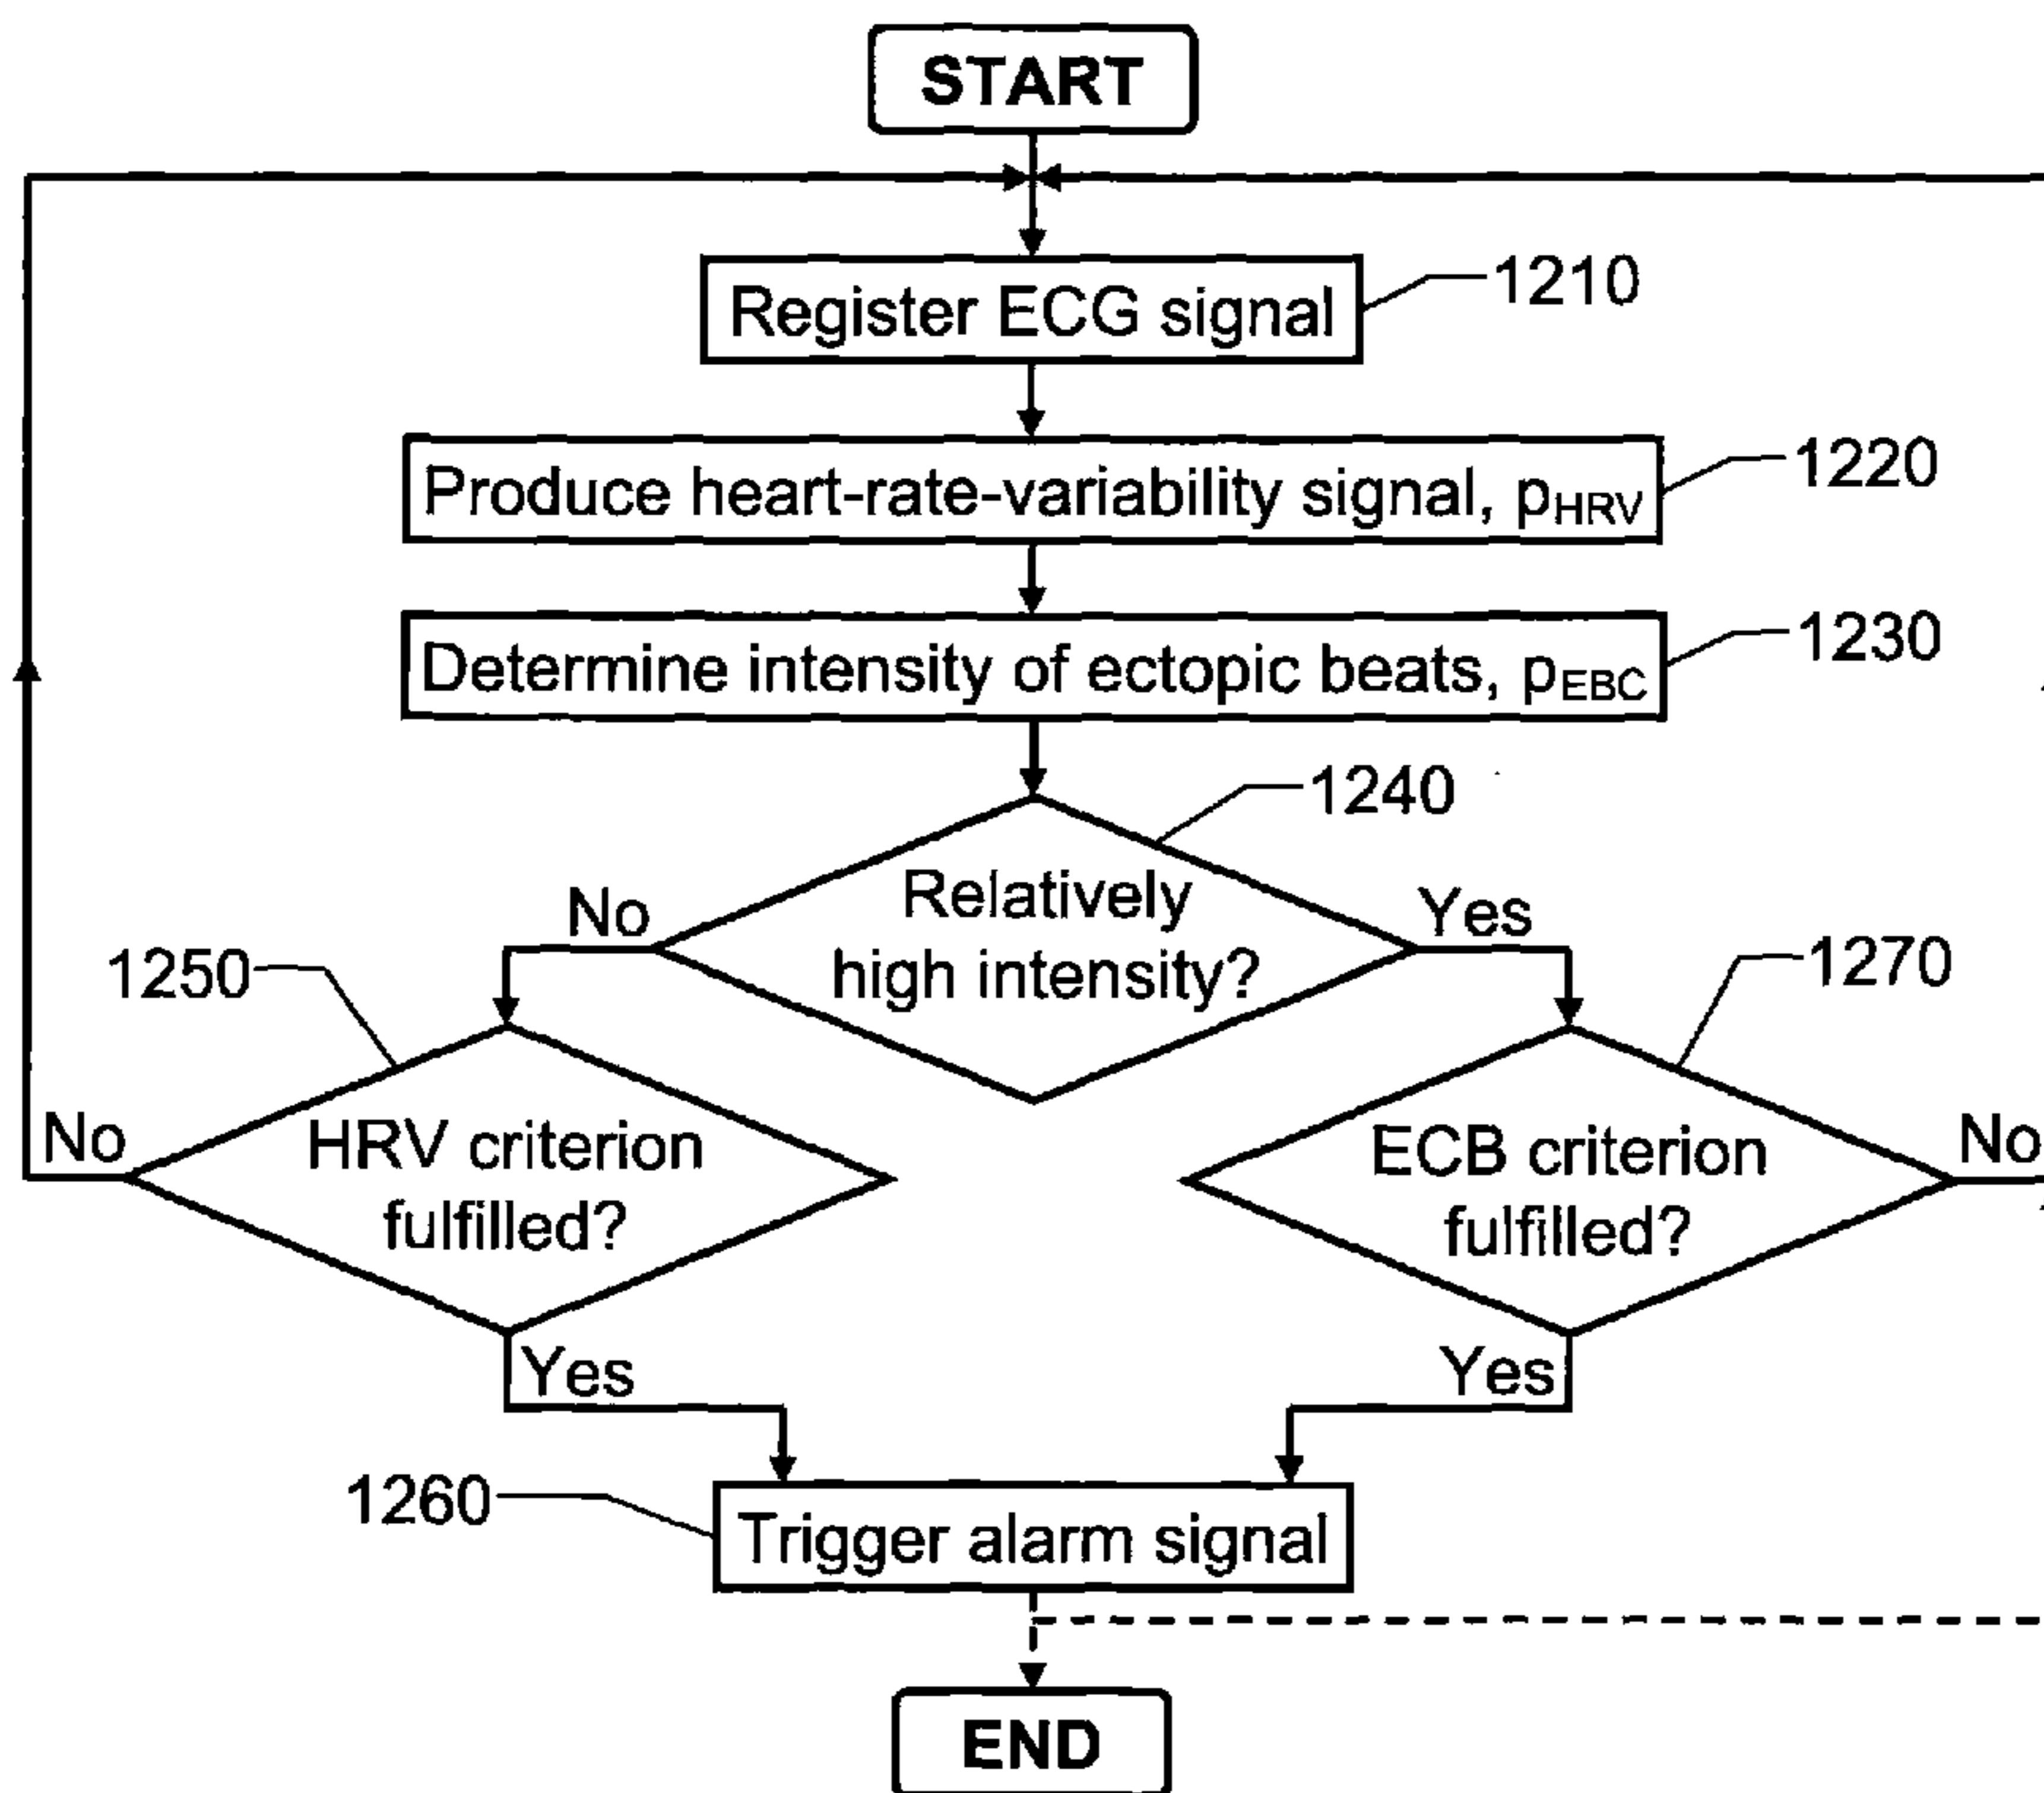 START
Register ECG signal
1210
Produce heart-rate-variability signal, pHRV
1220
Determine intensity of ectopic beats, pEBC
1230
1240
Relatively
high intensity?
No
Yes
1250
1270
HRV criterion
fulfilled?
No
ECB criterion
fulfilled?
No
Yes
Yes
1260
Trigger alarm signal
END